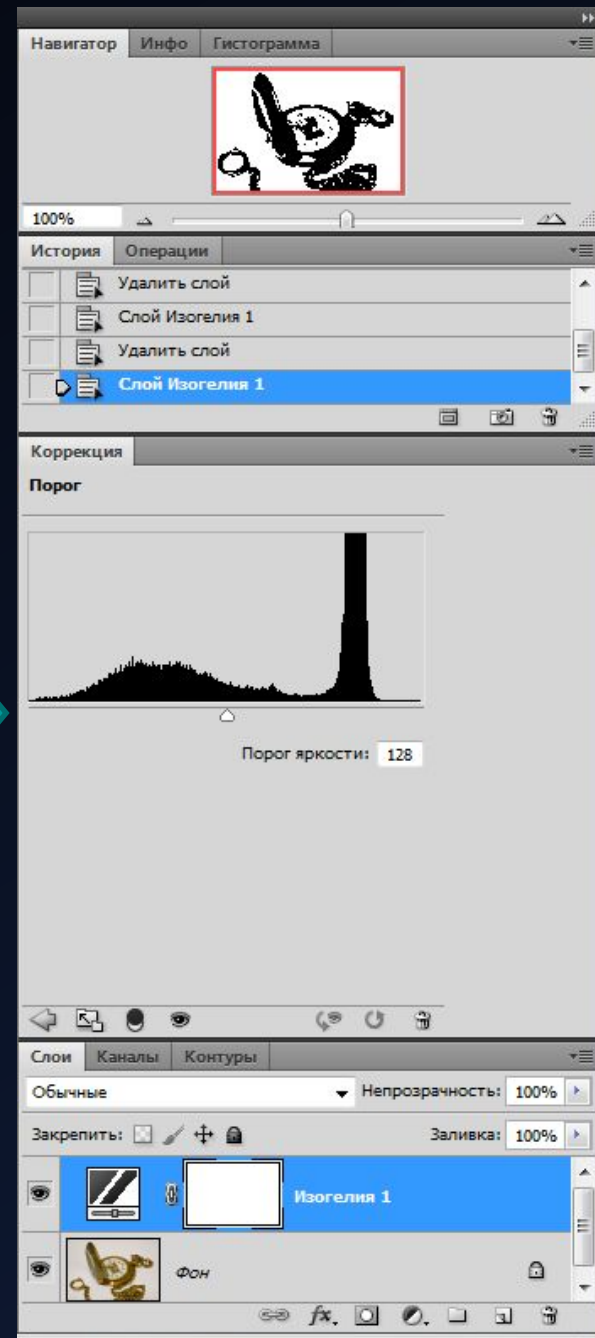 Навигатор Инфо Гистограмма
100%
История Операции
Удалить слой
Слой Изогелия 1
Удалить слой
Слой Изогелия 1
Коррекция
Порог
Порог яркости: 128
Слои Каналы Контуры
Обычные Непрозрачность: 100%
Закрепить: Заливка: 100%
Изогелия 1
Фон
fx.